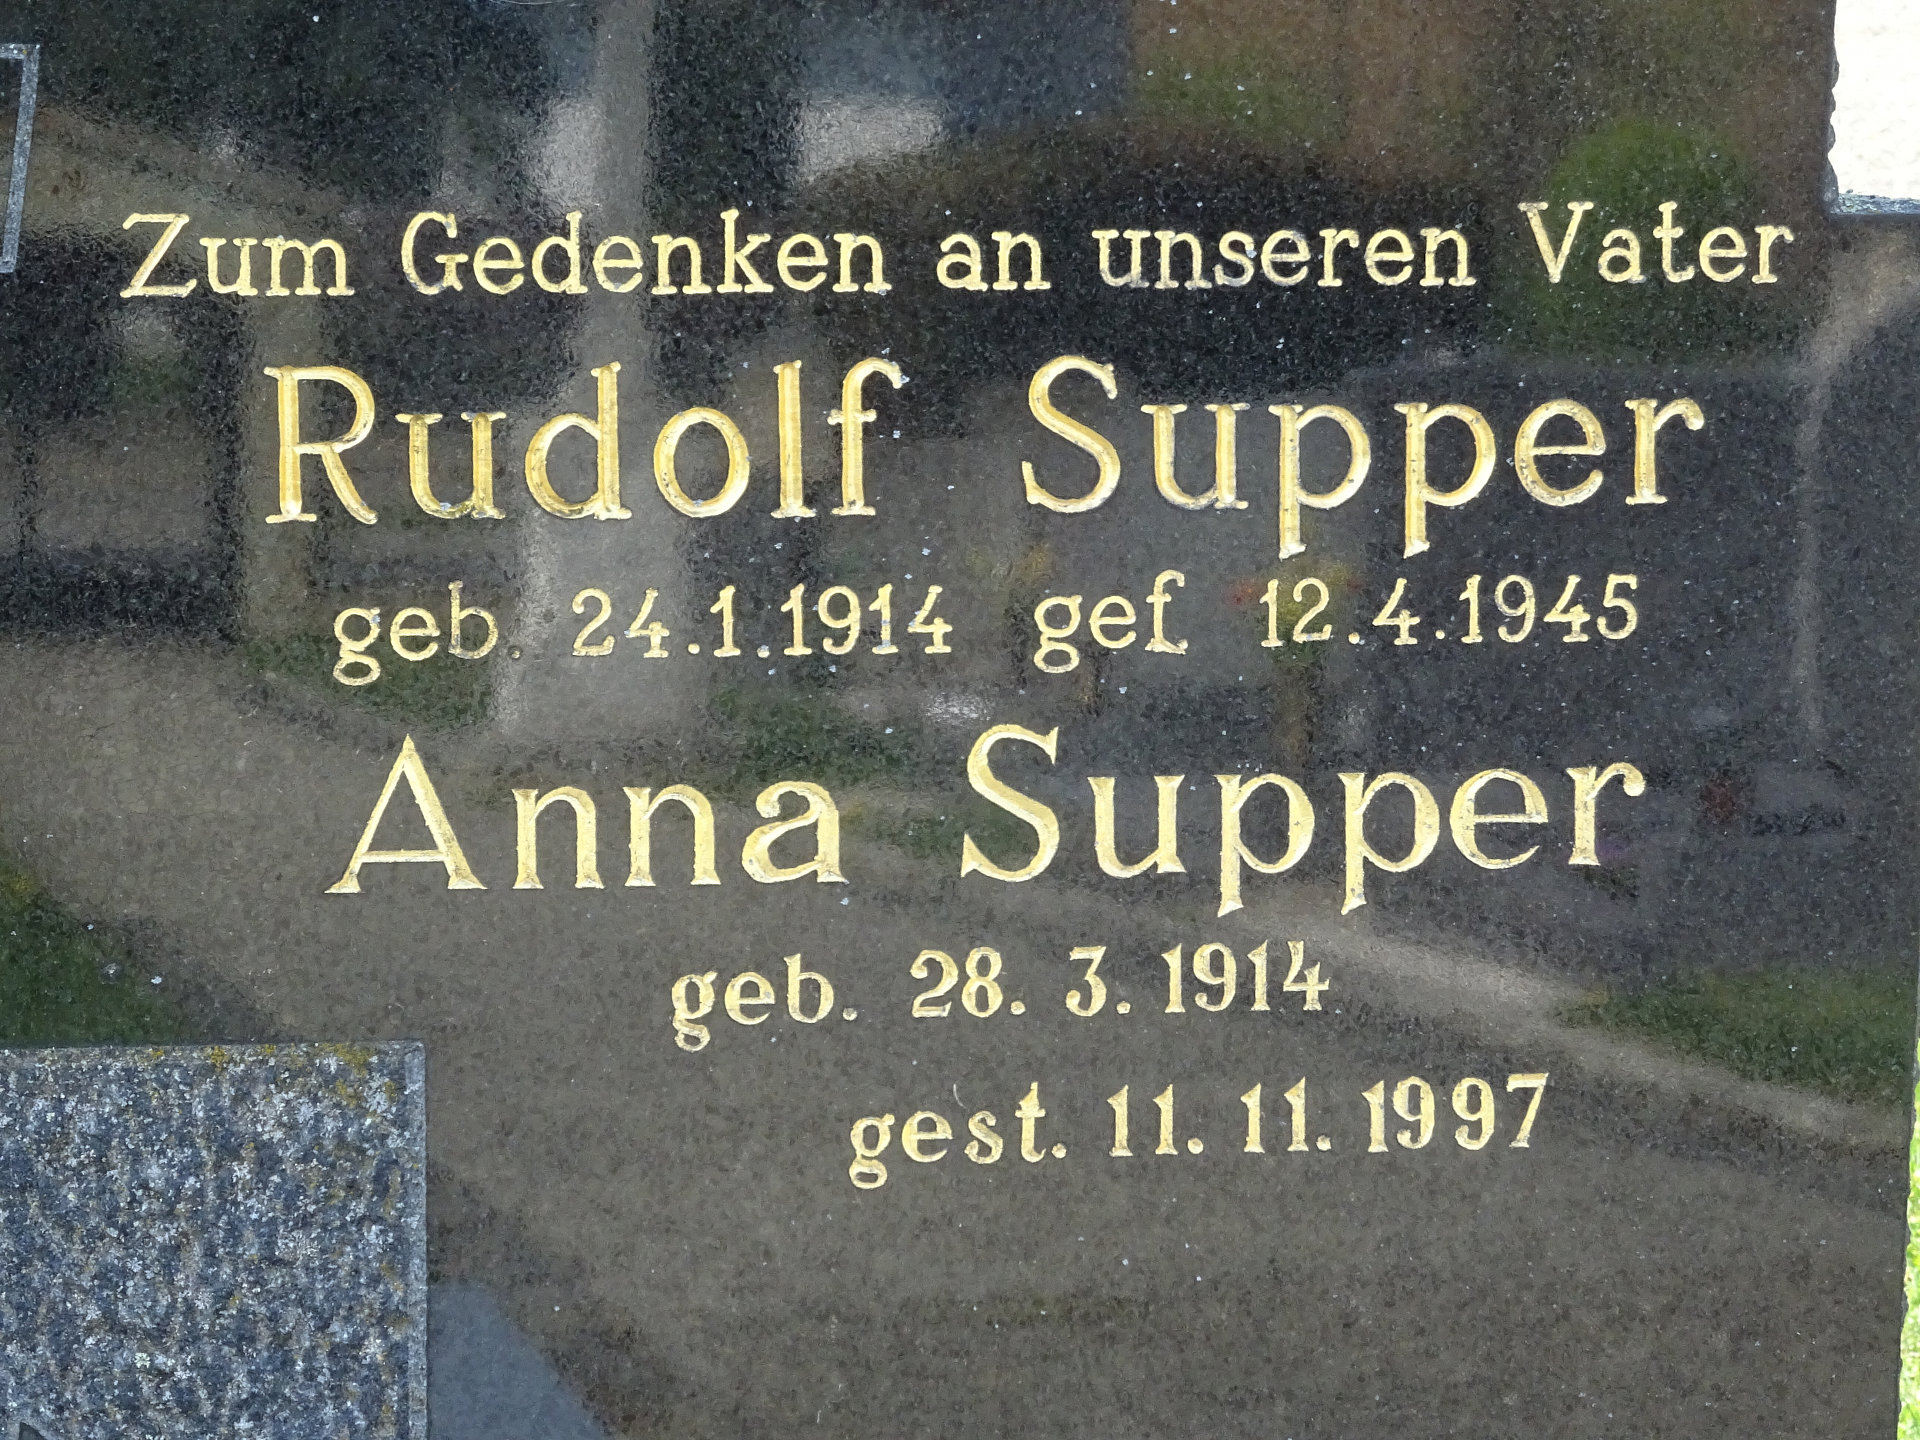 Zum Gedenken an unseren Vater
Rudolf Supper
geb. 24.1.1914 gef 12.4.1945
Anna Supper
geb. 28. 3. 1914
gest. 11. 11. 1997